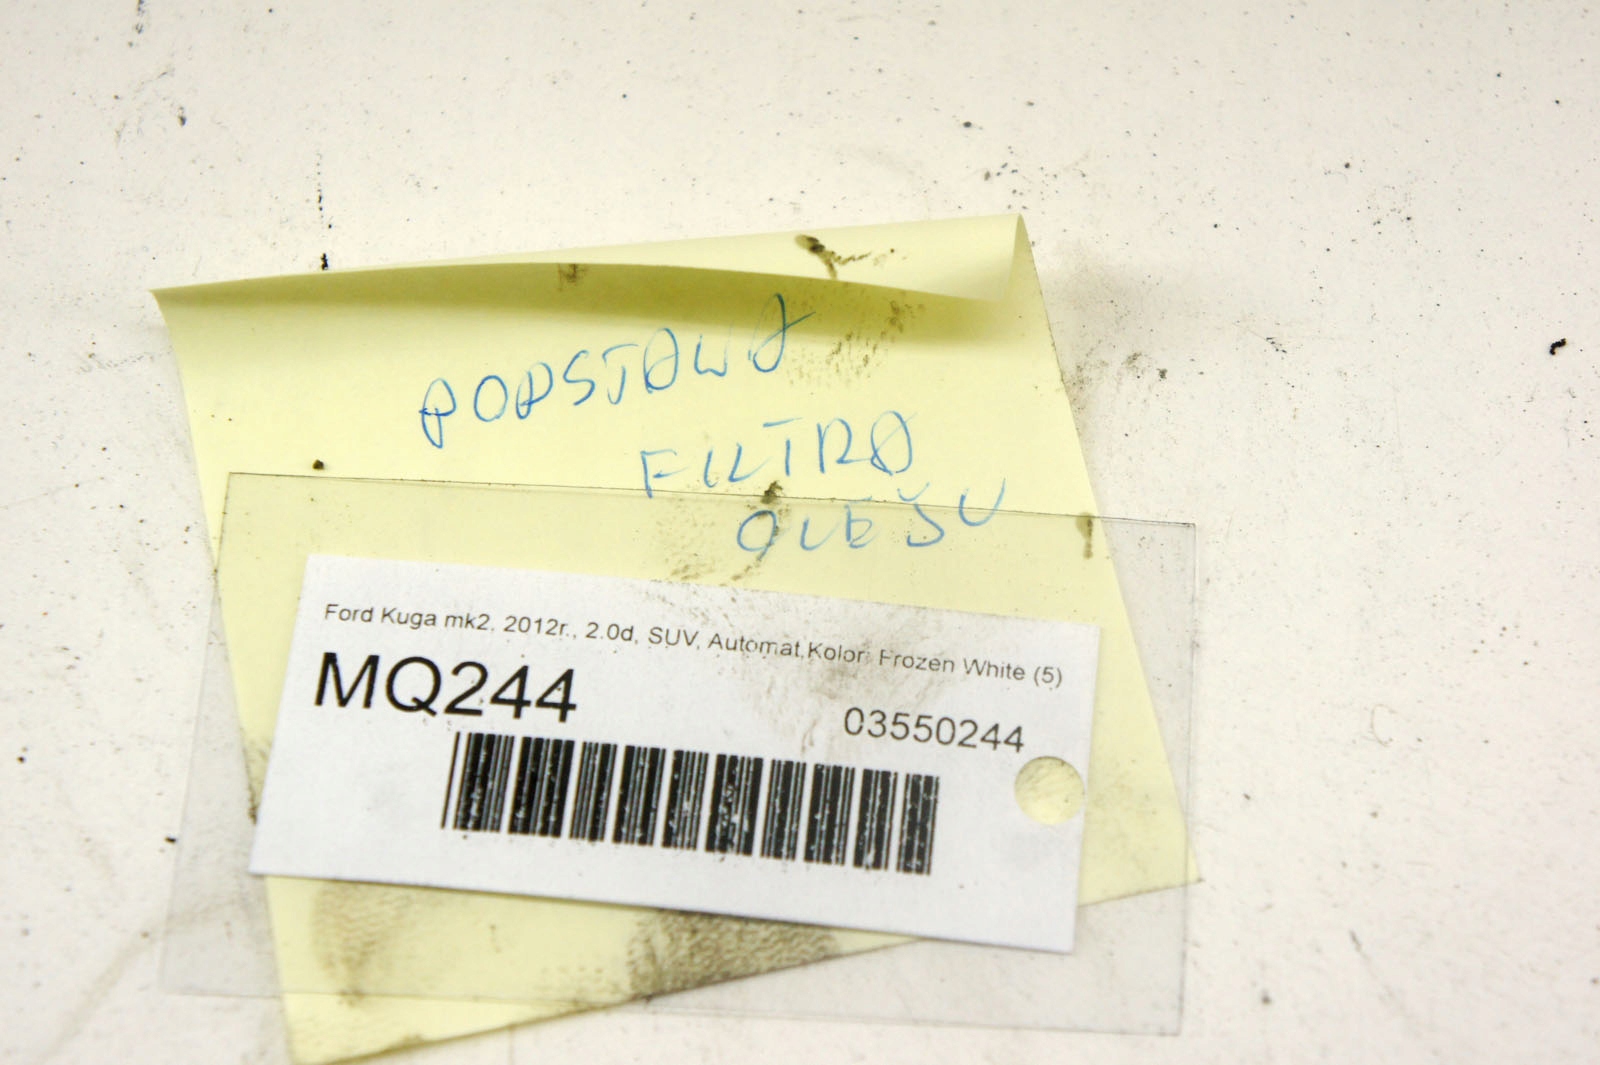 PODSTAWA
FILTRA
OLEJU
Ford Kuga mk2, 2012r., 2.0d, SUV, Automat,Kolor: Frozen White (5)
MQ244
03550244